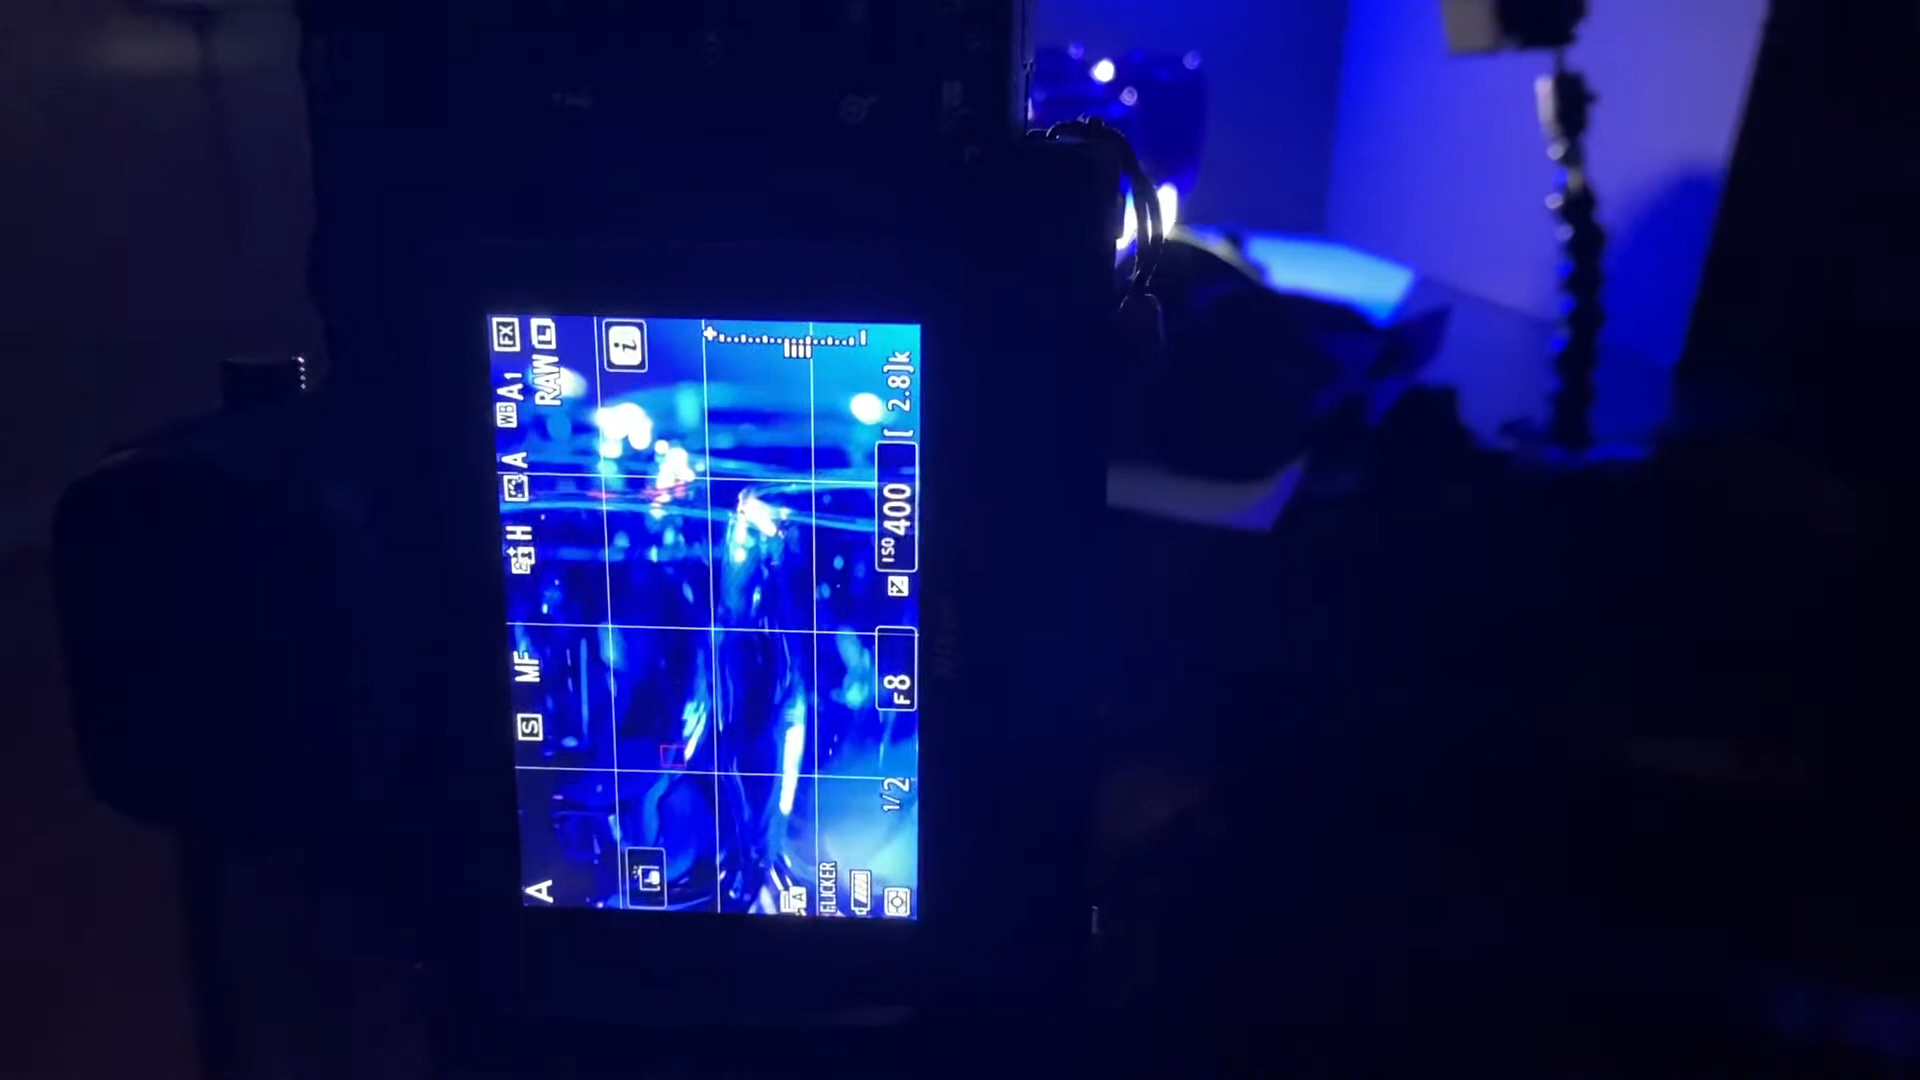 A S MF H A WB A1 FX
RAW L
i
FLICKER
1/2 F8 ISO 400 [ 2.8]k